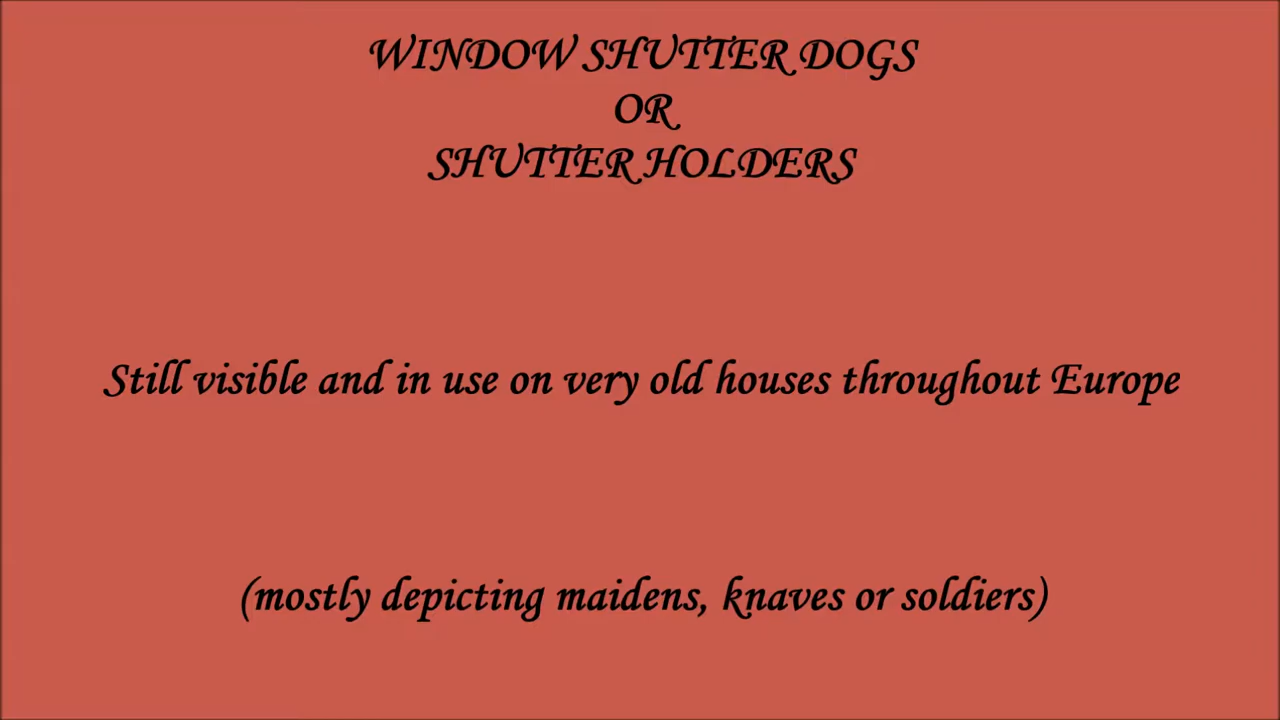 WINDOW SHUTTER DOGS
OR
SHUTTER HOLDERS
Still visible and in use on very old houses throughout Europe
(mostly depicting maidens, knaves or soldiers)